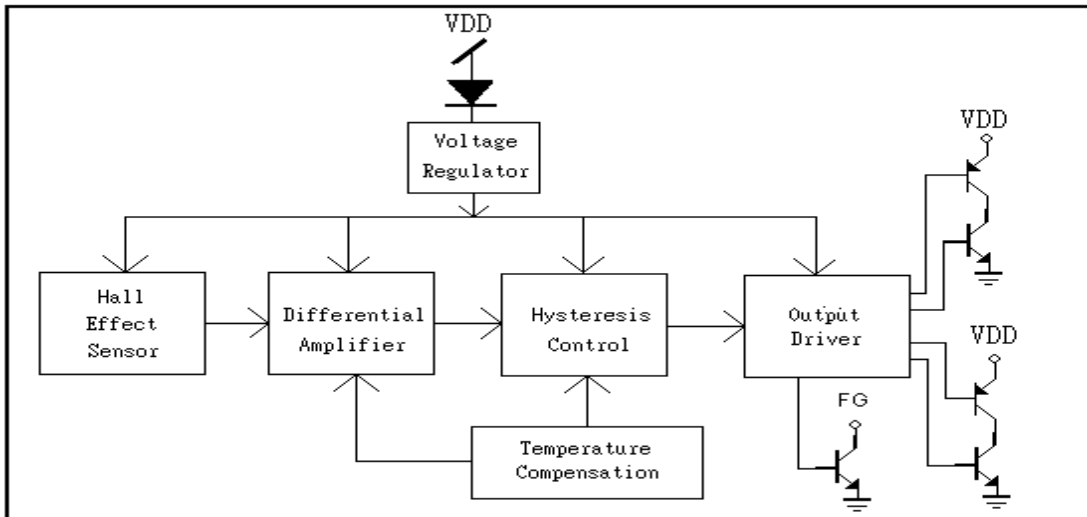 VDD
Voltage
Regulator
VDD
Hall
Effect
Sensor
Differential
Amplifier
Hysteresis
Control
Output
Driver
VDD
FG
Temperature
Compensation